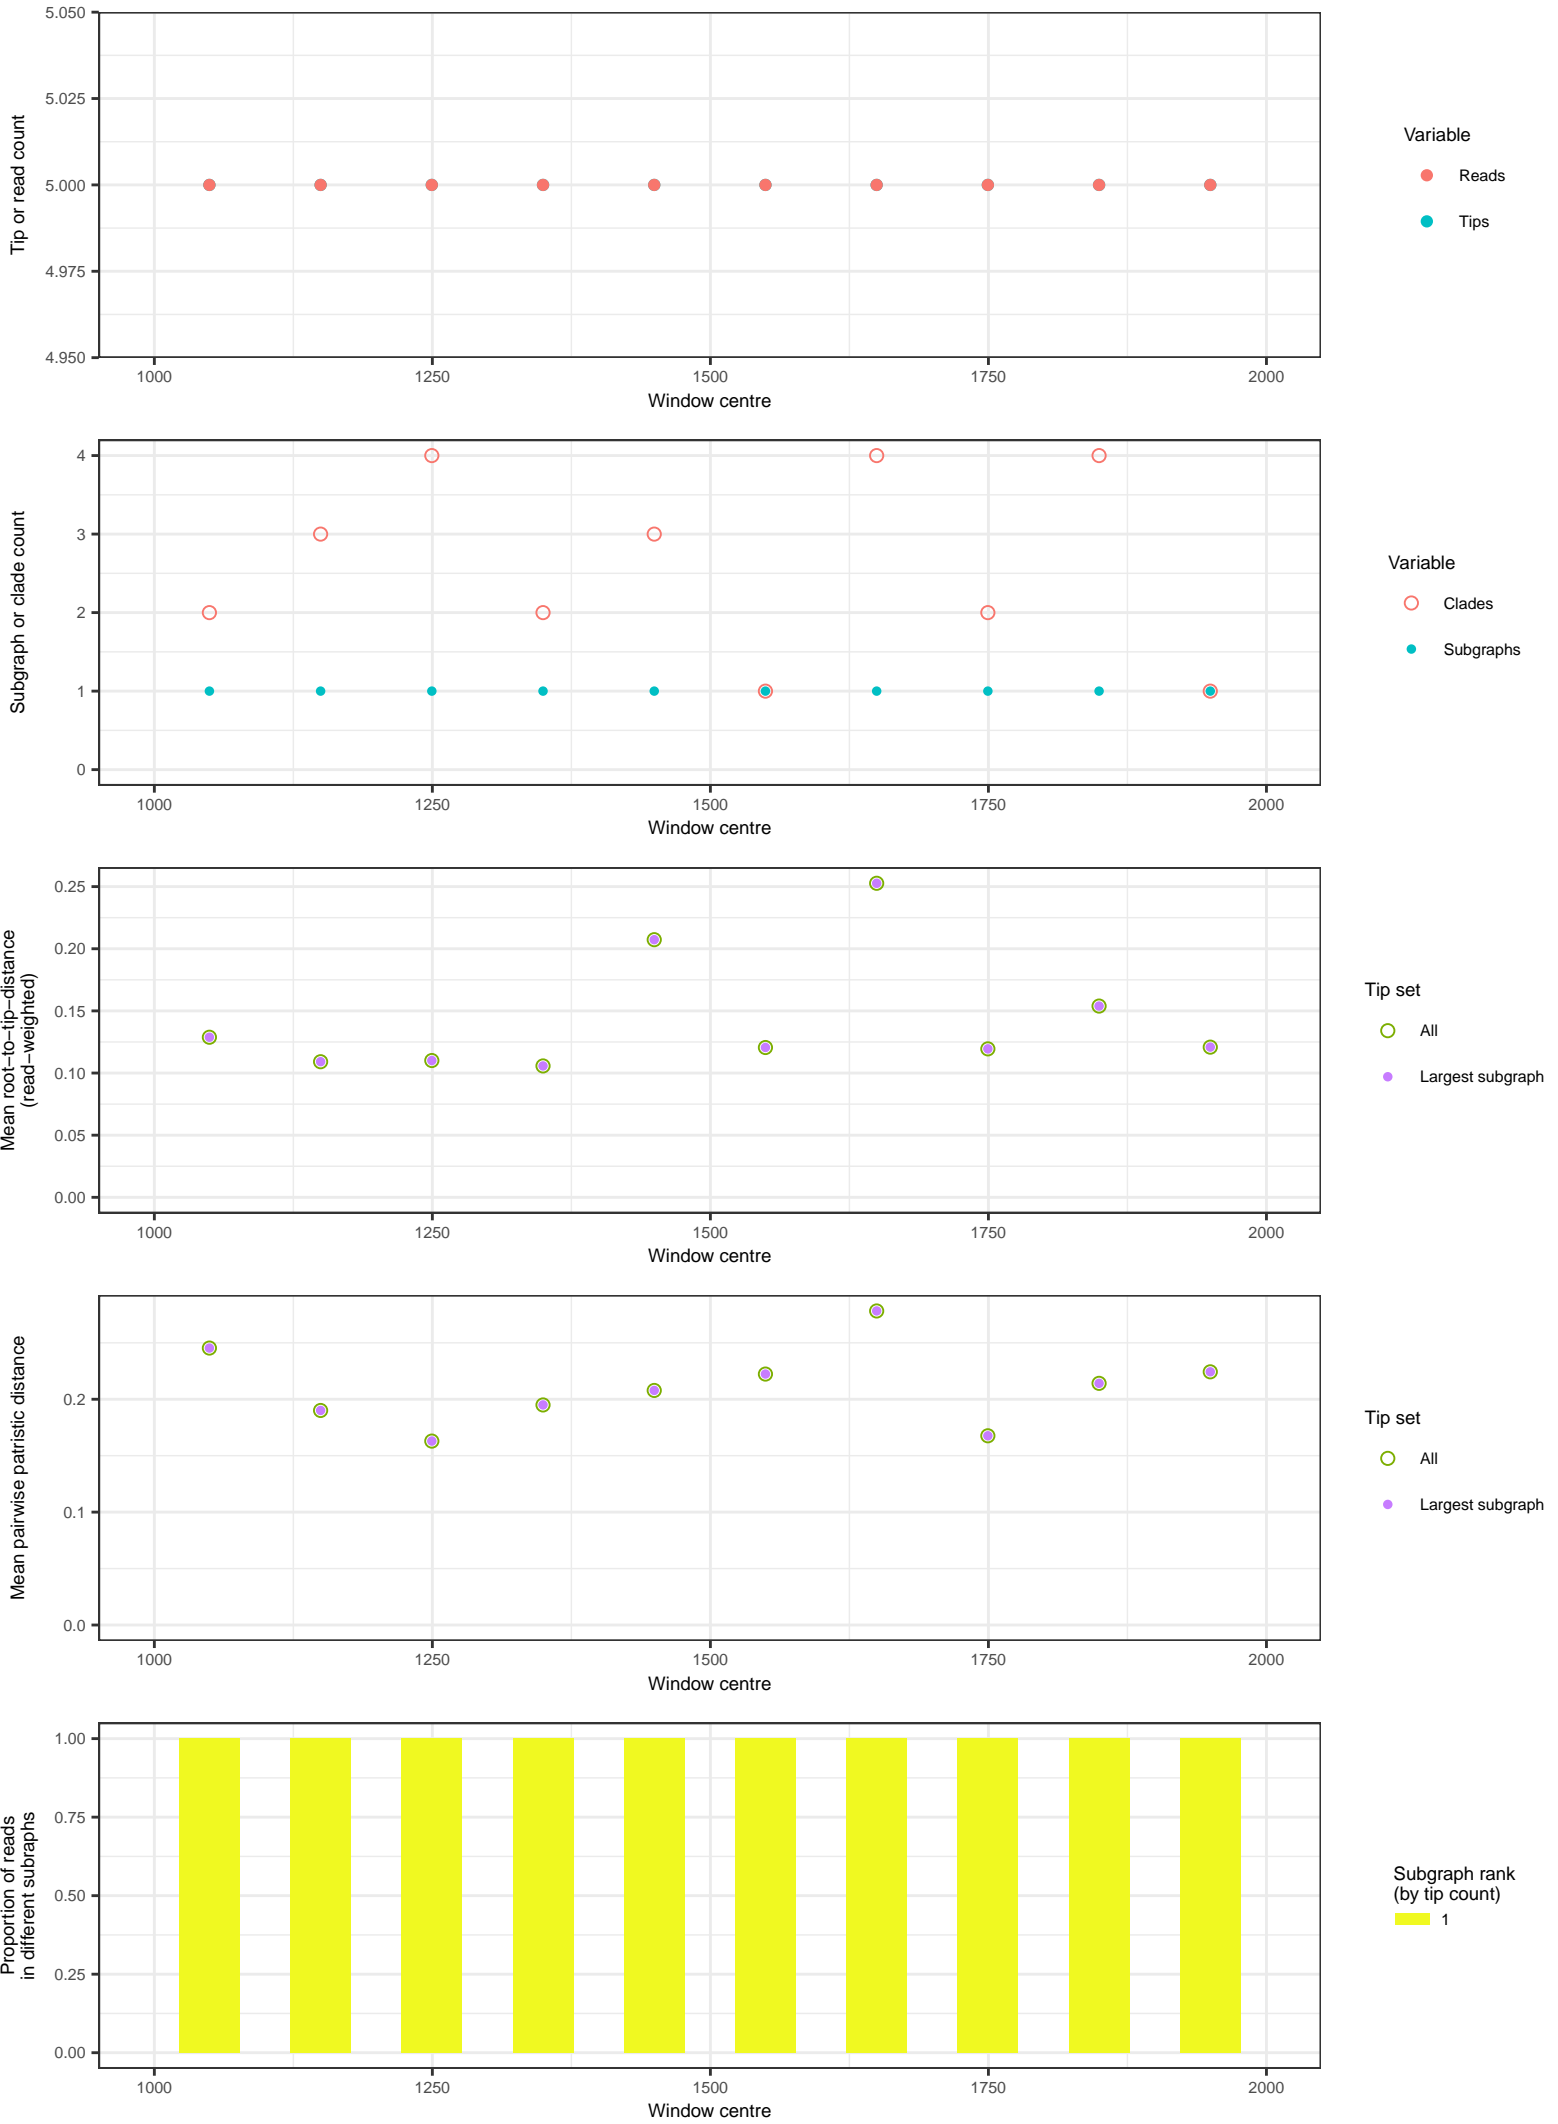 5.050
5.025
5.000
4.975
4.950
Tip or read count
1000 1250 1500 1750 2000
Window centre
Variable
Reads
Tips
4
3
2
1
0
Subgraph or clade count
1000 1250 1500 1750 2000
Window centre
Variable
Clades
Subgraphs
0.25
0.20
0.15
0.10
0.05
0.00
Mean root−to−tip−distance
(read−weighted)
1000 1250 1500 1750 2000
Window centre
Tip set
All
Largest subgraph
0.2
0.1
0.0
Mean pairwise patristic distance
1000 1250 1500 1750 2000
Window centre
Tip set
All
Largest subgraph
1.00
0.75
0.50
0.25
0.00
Proportion of reads
in different subraphs
1000 1250 1500 1750 2000
Window centre
Subgraph rank
(by tip count)
1